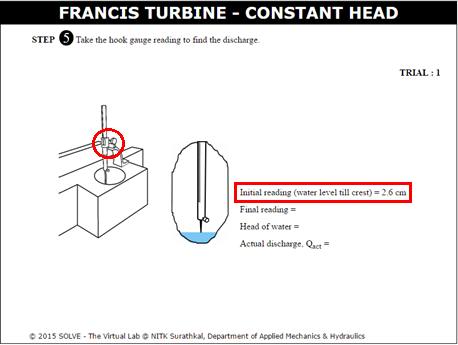 FRANCIS TURBINE - CONSTANT HEAD
STEP 5 Take the hook gauge reading to find the discharge.
TRIAL : 1
Initial reading (water level till crest) = 2.6 cm
Final reading =
Head of water =
Actual discharge, Qact =
© 2015 SOLVE - The Virtual Lab @ NITK Surathkal, Department of Applied Mechanics & Hydraulics